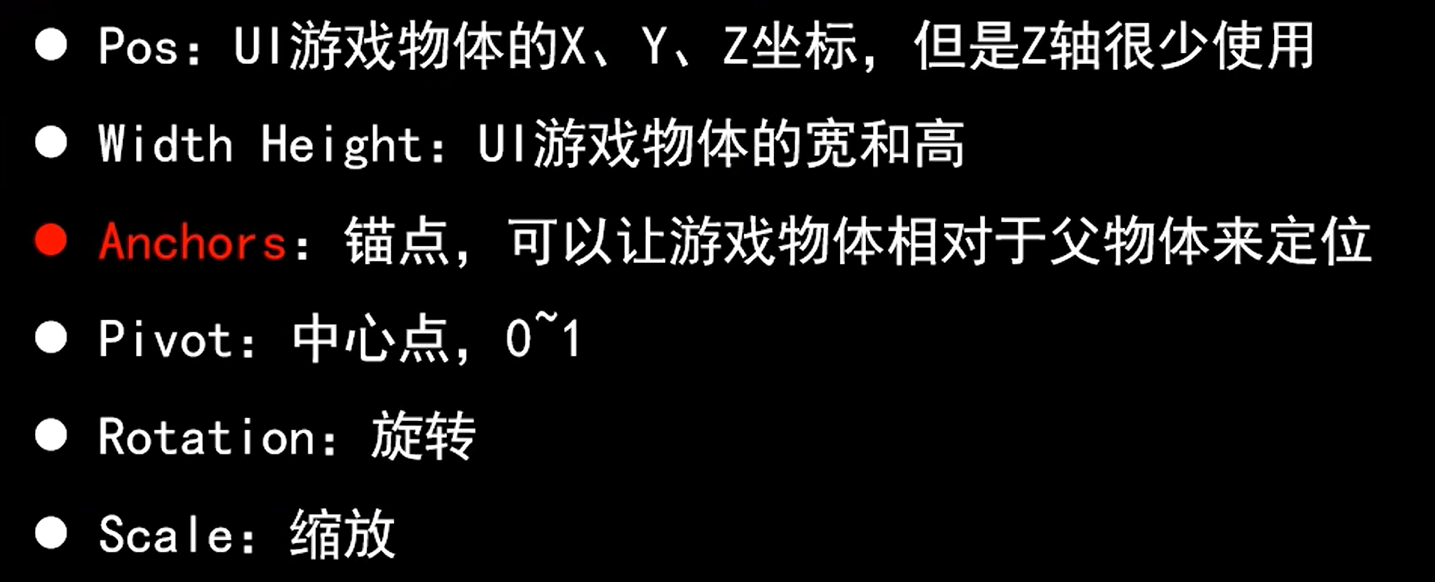 ● Pos：UI游戏物体的X、Y、Z坐标，但是Z轴很少使用
● Width Height：UI游戏物体的宽和高
● Anchors：锚点，可以让游戏物体相对于父物体来定位
● Pivot：中心点，0~1
● Rotation：旋转
● Scale：缩放